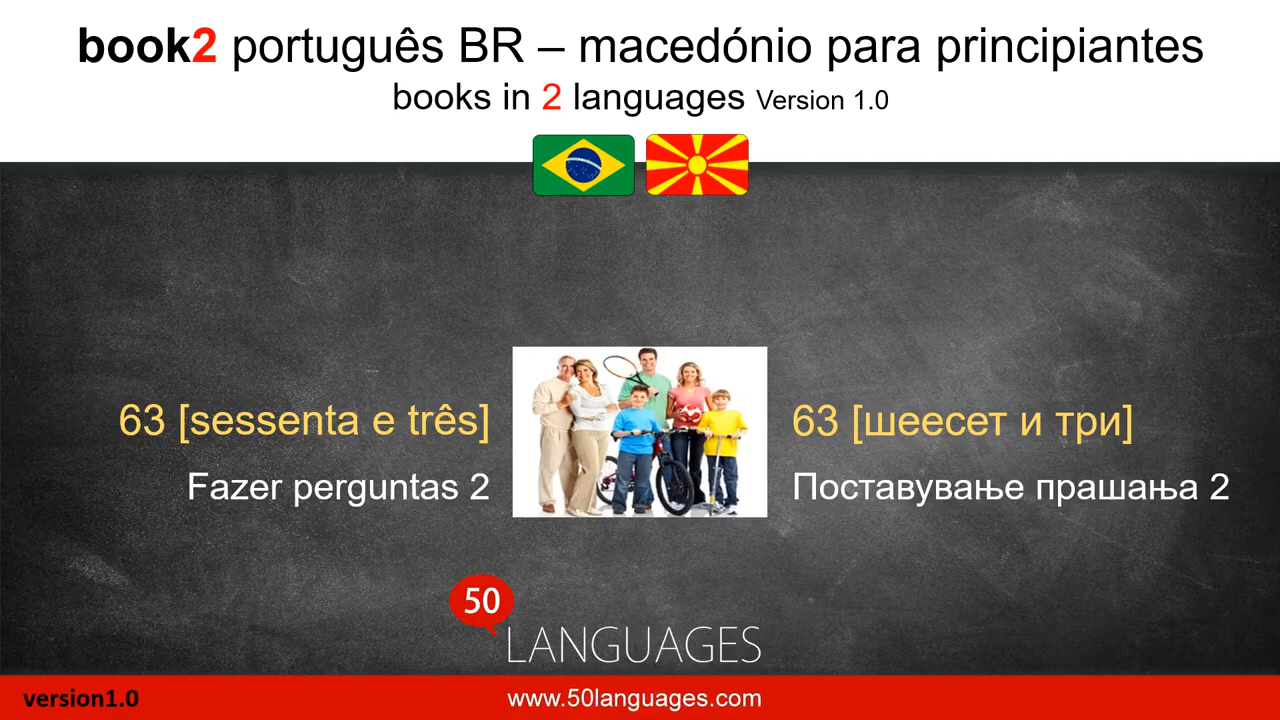 book2 português BR – macedónio para principiantes
books in 2 languages Version 1.0
63 [sessenta e três]
Fazer perguntas 2
63 [шеесет и три]
Поставување прашања 2
50
LANGUAGES
version1.0
www.50languages.com